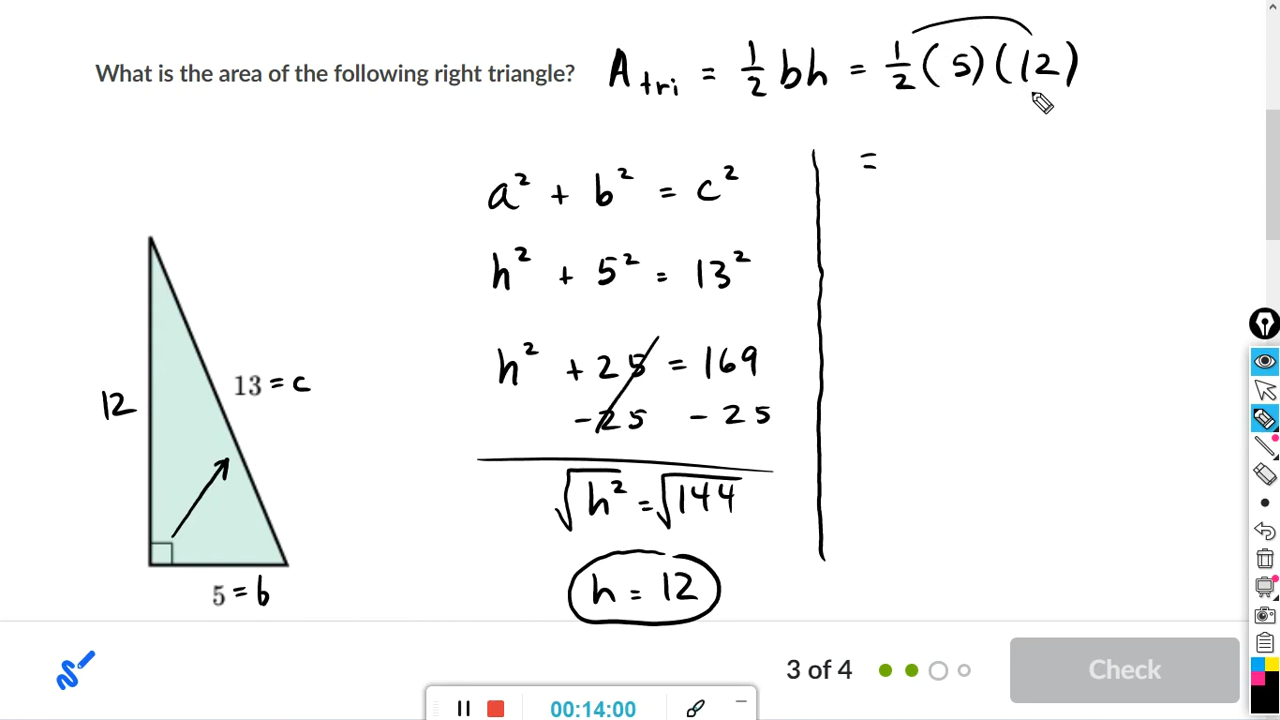 What is the area of the following right triangle? A tri = 1/2 bh = 1/2 (5)(12)
=
a² + b² = c²
h² + 5² = 13²
h² + 25 = 169
-25 - 25
√h² = √144
h = 12
12
13 = c
5 = b
3 of 4
Check
00:14:00